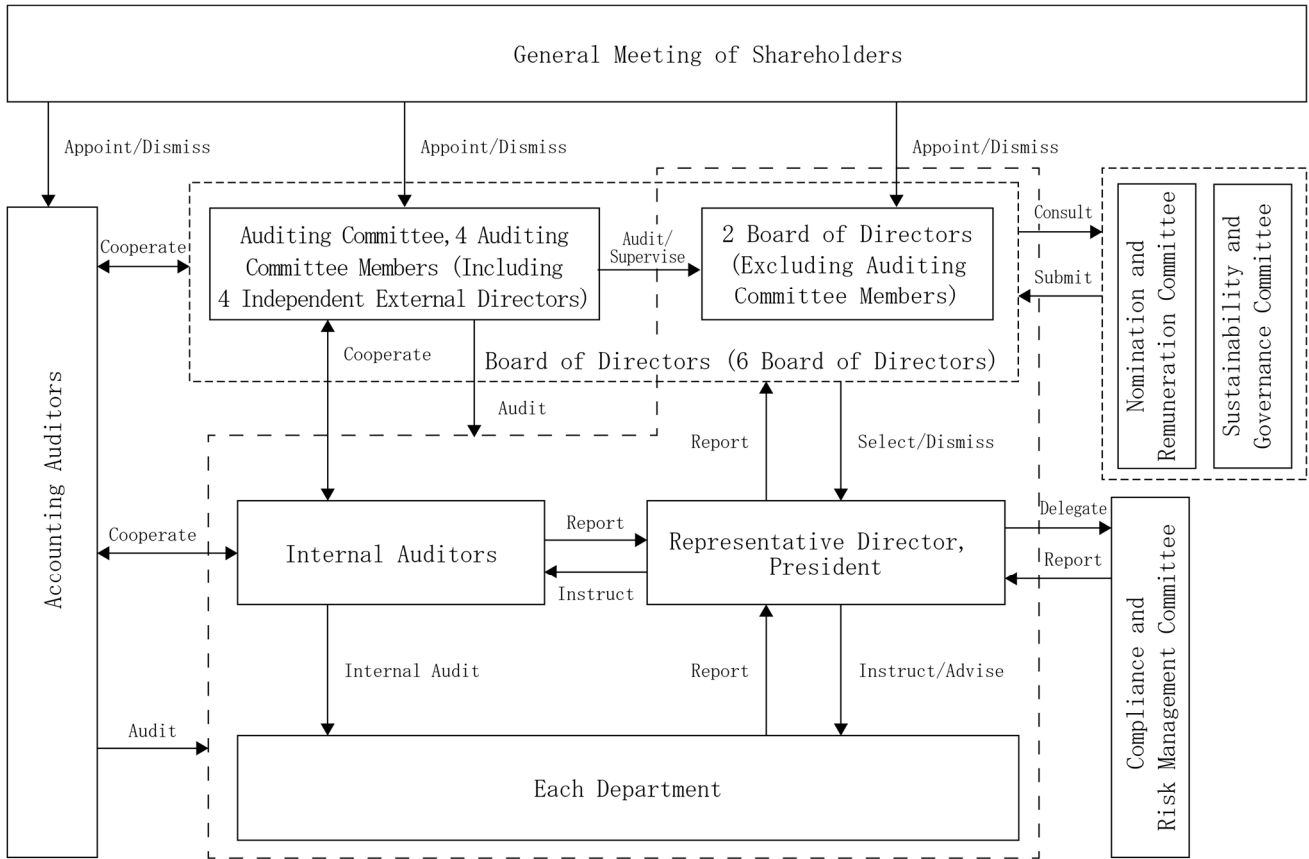 General Meeting of Shareholders
Appoint/Dismiss
Appoint/Dismiss
Appoint/Dismiss
Accounting Auditors
Cooperate
Auditing Committee, 4 Auditing
Committee Members (Including
4 Independent External Directors)
Audit/
Supervise
2 Board of Directors
(Excluding Auditing
Committee Members)
Consult
Submit
Nomination and
Remuneration Committee
Sustainability and
Governance Committee
Cooperate
Board of Directors (6 Board of Directors)
Audit
Report
Select/Dismiss
Cooperate
Internal Auditors
Report
Instruct
Representative Director,
President
Delegate
Report
Compliance and
Risk Management Committee
Internal Audit
Report
Instruct/Advise
Audit
Each Department